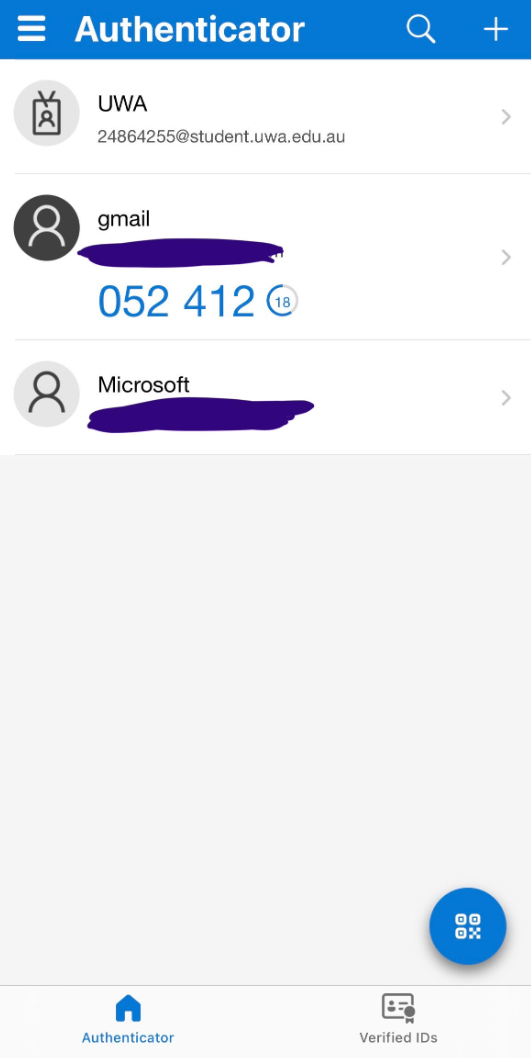 Authenticator
UWA
24864255@student.uwa.edu.au
gmail
052 412 18
Microsoft
Authenticator
Verified IDs